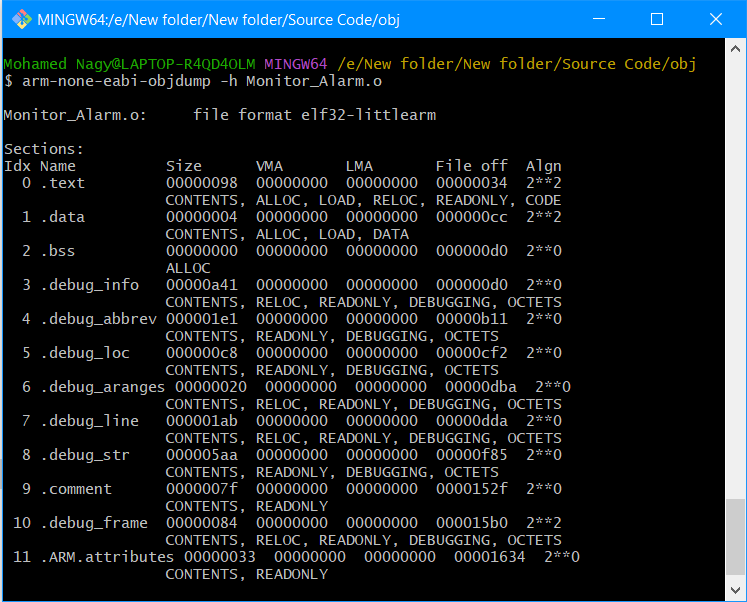 MINGW64:/e/New folder/New folder/Source Code/obj
Mohamed Nagy@LAPTOP-R4QD4OLM MINGW64 /e/New folder/New folder/Source Code/obj
$ arm-none-eabi-objdump -h Monitor_Alarm.o
Monitor_Alarm.o:     file format elf32-littlearm
Sections:
Idx Name          Size      VMA       LMA       File off  Algn
  0 .text         00000098  00000000  00000000  00000034  2**2
                  CONTENTS, ALLOC, LOAD, RELOC, READONLY, CODE
  1 .data         00000004  00000000  00000000  000000cc  2**2
                  CONTENTS, ALLOC, LOAD, DATA
  2 .bss          00000000  00000000  00000000  000000d0  2**0
                  ALLOC
  3 .debug_info   00000a41  00000000  00000000  000000d0  2**0
                  CONTENTS, RELOC, READONLY, DEBUGGING, OCTETS
  4 .debug_abbrev 000001e1  00000000  00000000  00000b11  2**0
                  CONTENTS, READONLY, DEBUGGING, OCTETS
  5 .debug_loc    000000c8  00000000  00000000  00000cf2  2**0
                  CONTENTS, READONLY, DEBUGGING, OCTETS
  6 .debug_aranges 00000020  00000000  00000000  00000dba  2**0
                  CONTENTS, RELOC, READONLY, DEBUGGING, OCTETS
  7 .debug_line   000001ab  00000000  00000000  00000dda  2**0
                  CONTENTS, RELOC, READONLY, DEBUGGING, OCTETS
  8 .debug_str    000005aa  00000000  00000000  00000f85  2**0
                  CONTENTS, READONLY, DEBUGGING, OCTETS
  9 .comment      0000007f  00000000  00000000  0000152f  2**0
                  CONTENTS, READONLY
 10 .debug_frame  00000084  00000000  00000000  000015b0  2**2
                  CONTENTS, RELOC, READONLY, DEBUGGING, OCTETS
 11 .ARM.attributes 00000033  00000000  00000000  00001634  2**0
                  CONTENTS, READONLY